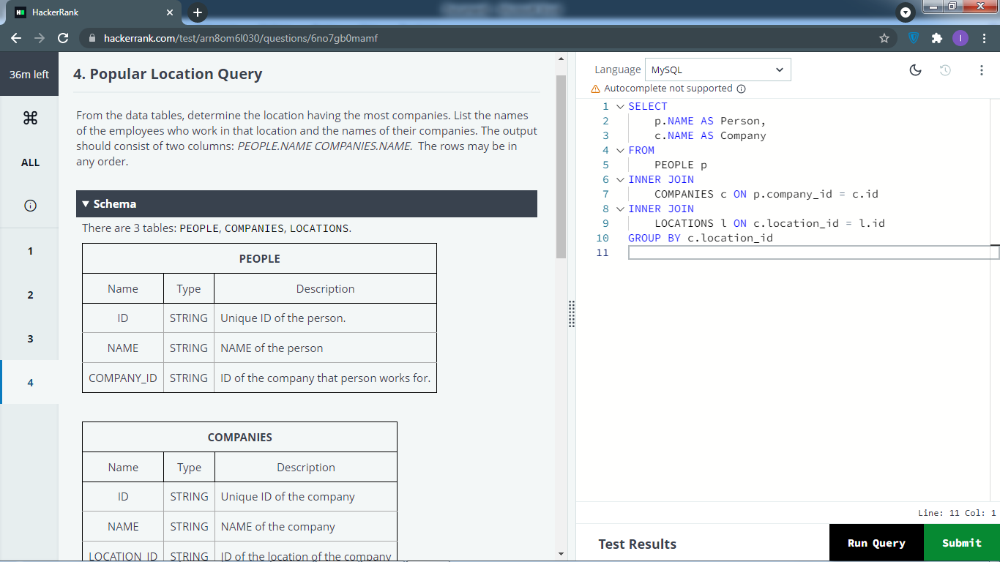 HackerRank
hackerrank.com/test/arn8om6l030/questions/6no7gb0mamf
I
36m left
ALL
1
2
3
4
4. Popular Location Query
From the data tables, determine the location having the most companies. List the names
of the employees who work in that location and the names of their companies. The output
should consist of two columns: PEOPLE.NAME COMPANIES.NAME. The rows may be in
any order.
Schema
There are 3 tables: PEOPLE, COMPANIES, LOCATIONS.
PEOPLE
Name Type Description
ID STRING Unique ID of the person.
NAME STRING NAME of the person
COMPANY_ID STRING ID of the company that person works for.
COMPANIES
Name Type Description
ID STRING Unique ID of the company
NAME STRING NAME of the company
LOCATION_ID STRING ID of the location of the company
Language MySQL
Autocomplete not supported
1 SELECT
2 p.NAME AS Person,
3 c.NAME AS Company
4 FROM
5 PEOPLE p
6 INNER JOIN
7 COMPANIES c ON p.company_id = c.id
8 INNER JOIN
9 LOCATIONS l ON c.location_id = l.id
10 GROUP BY c.location_id
11
Line: 11 Col: 1
Test Results
Run Query
Submit